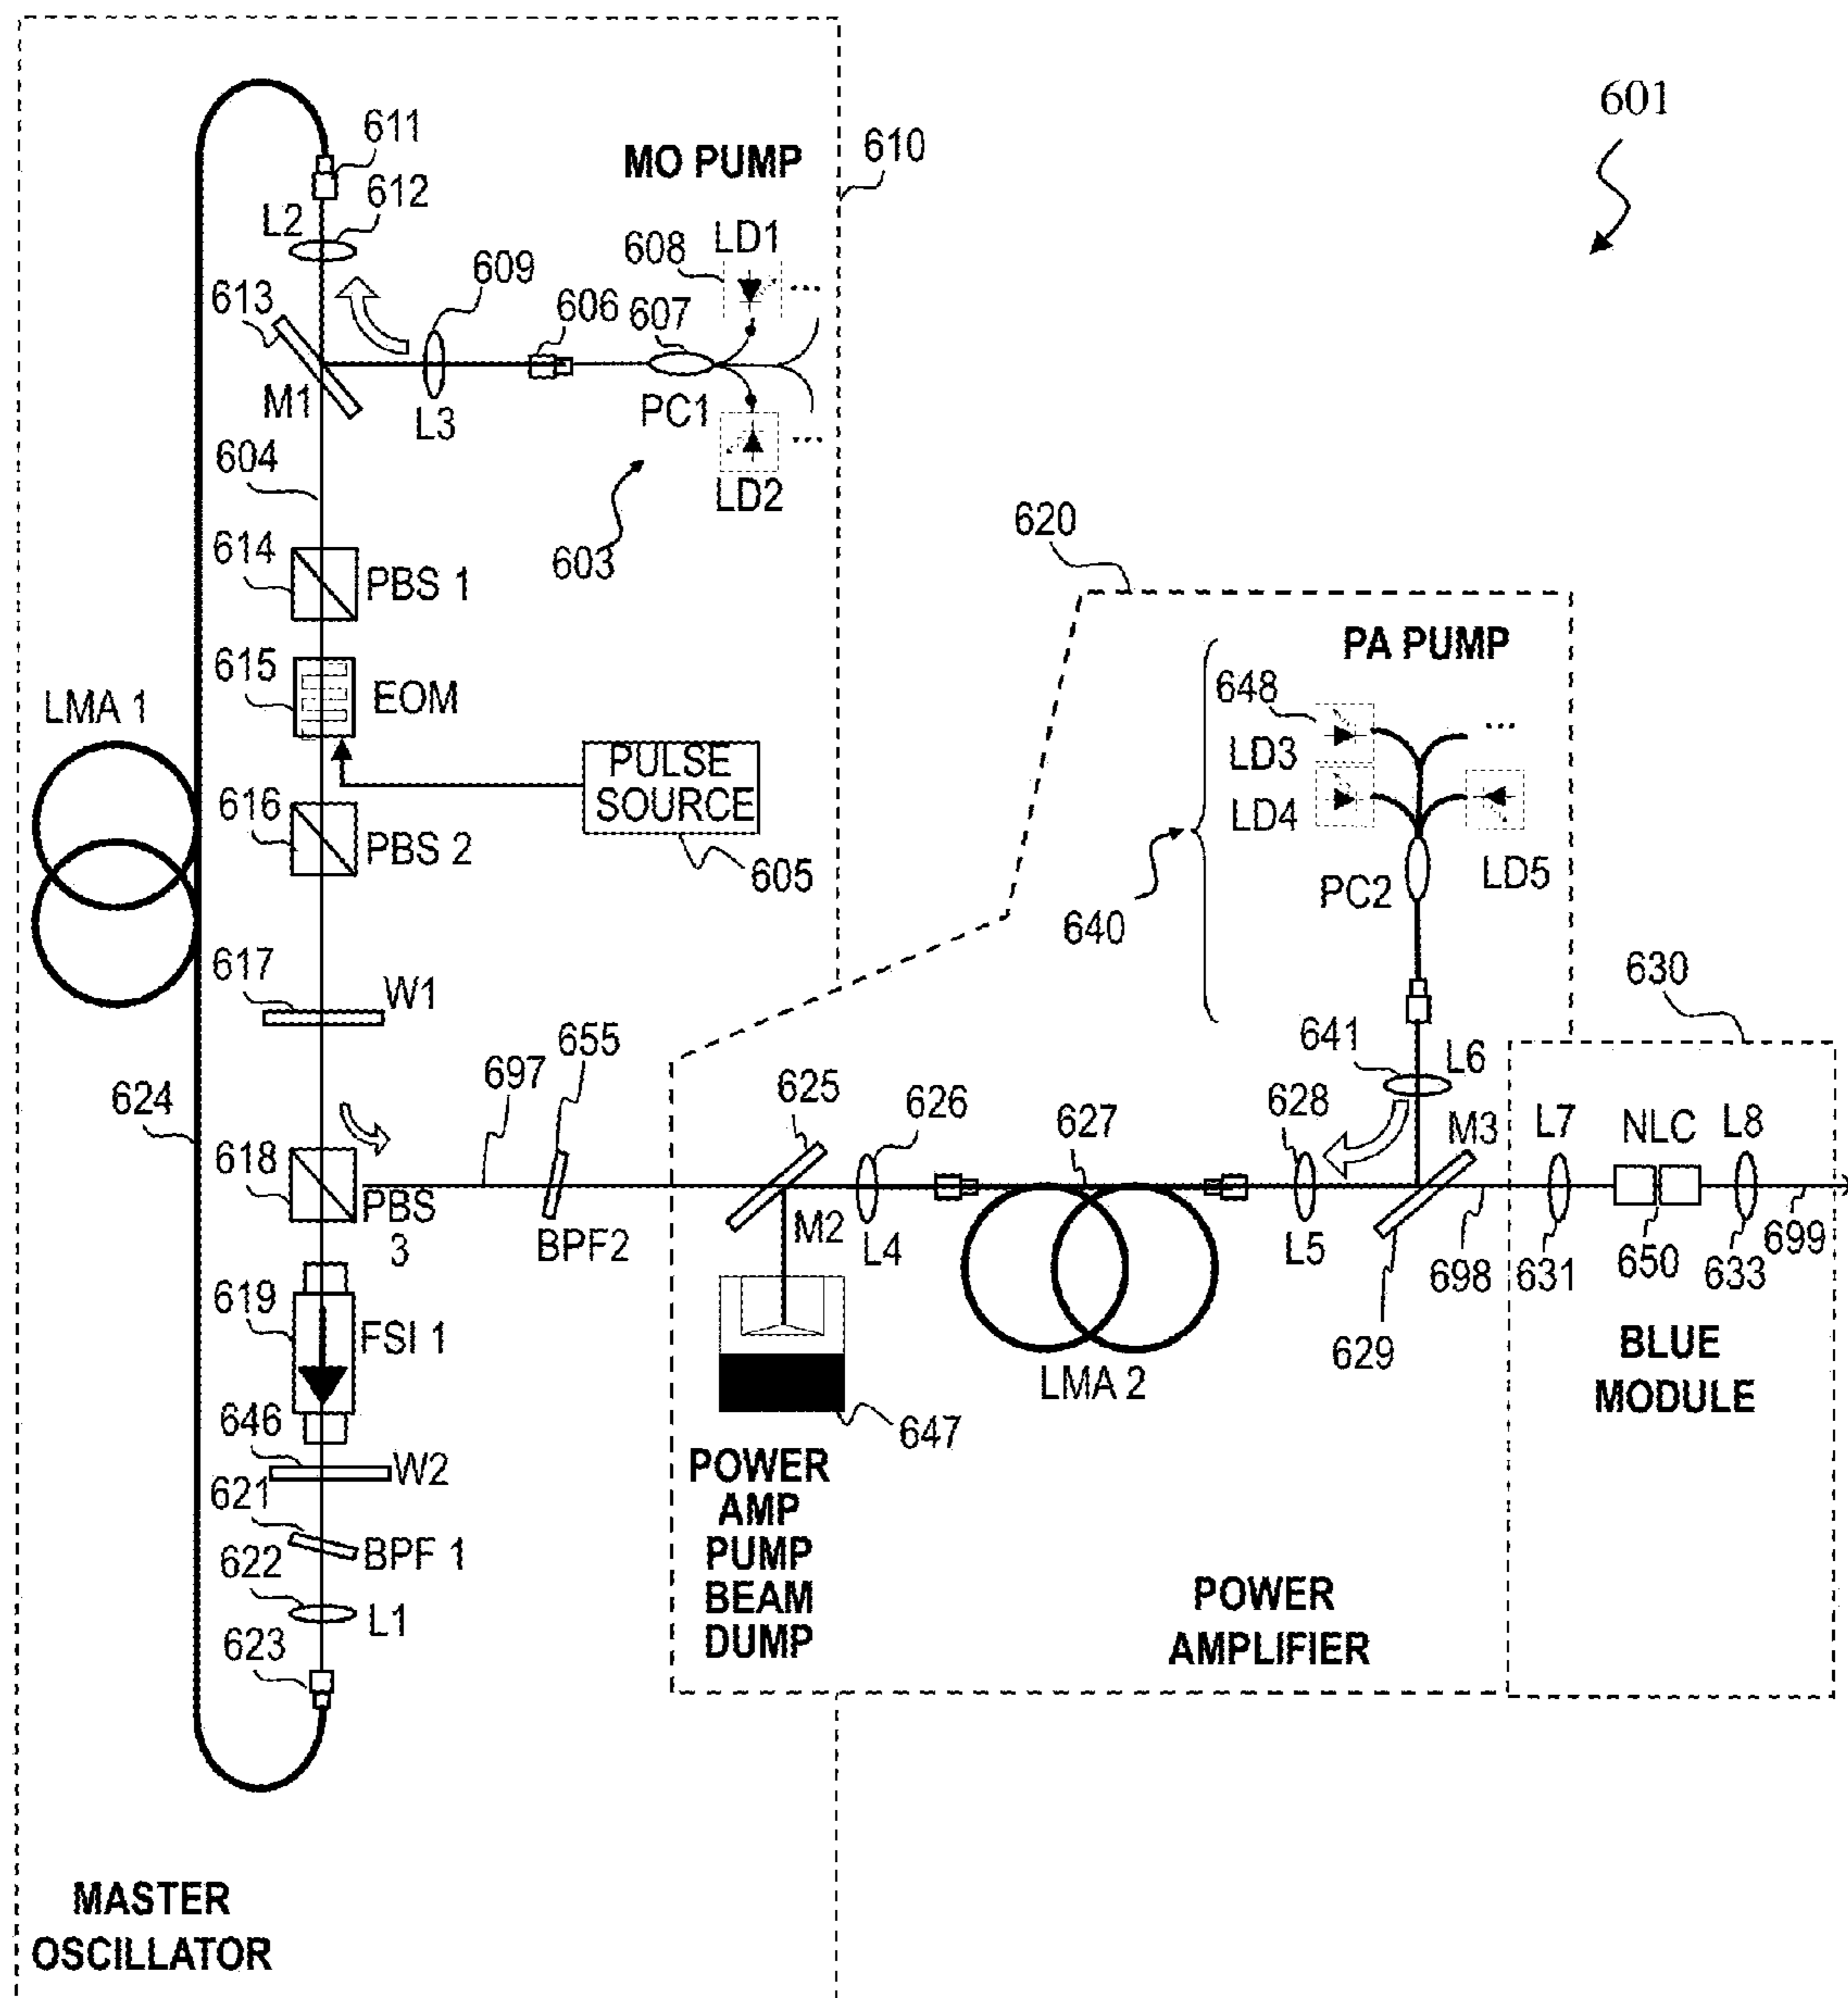 601
611
MO PUMP
610
L2
612
608
LD1
...
609
613
606
607
M1
L3
PC1
...
604
LD2
603
620
614
PBS 1
PA PUMP
615
EOM
648
...
LMA 1
LD3
PULSE
SOURCE
616
PBS 2
LD4
605
PC2
LD5
640
617
W1
630
655
641
L6
697
625
626
627
628
M3
L7
NLC
L8
624
618
PBS
3
BPF2
M2
L4
L5
698
631
650
633
699
619
FSI 1
LMA 2
629
BLUE
MODULE
646
W2
647
621
POWER
AMP
PUMP
BEAM
DUMP
BPF 1
622
L1
POWER
AMPLIFIER
623
MASTER
OSCILLATOR